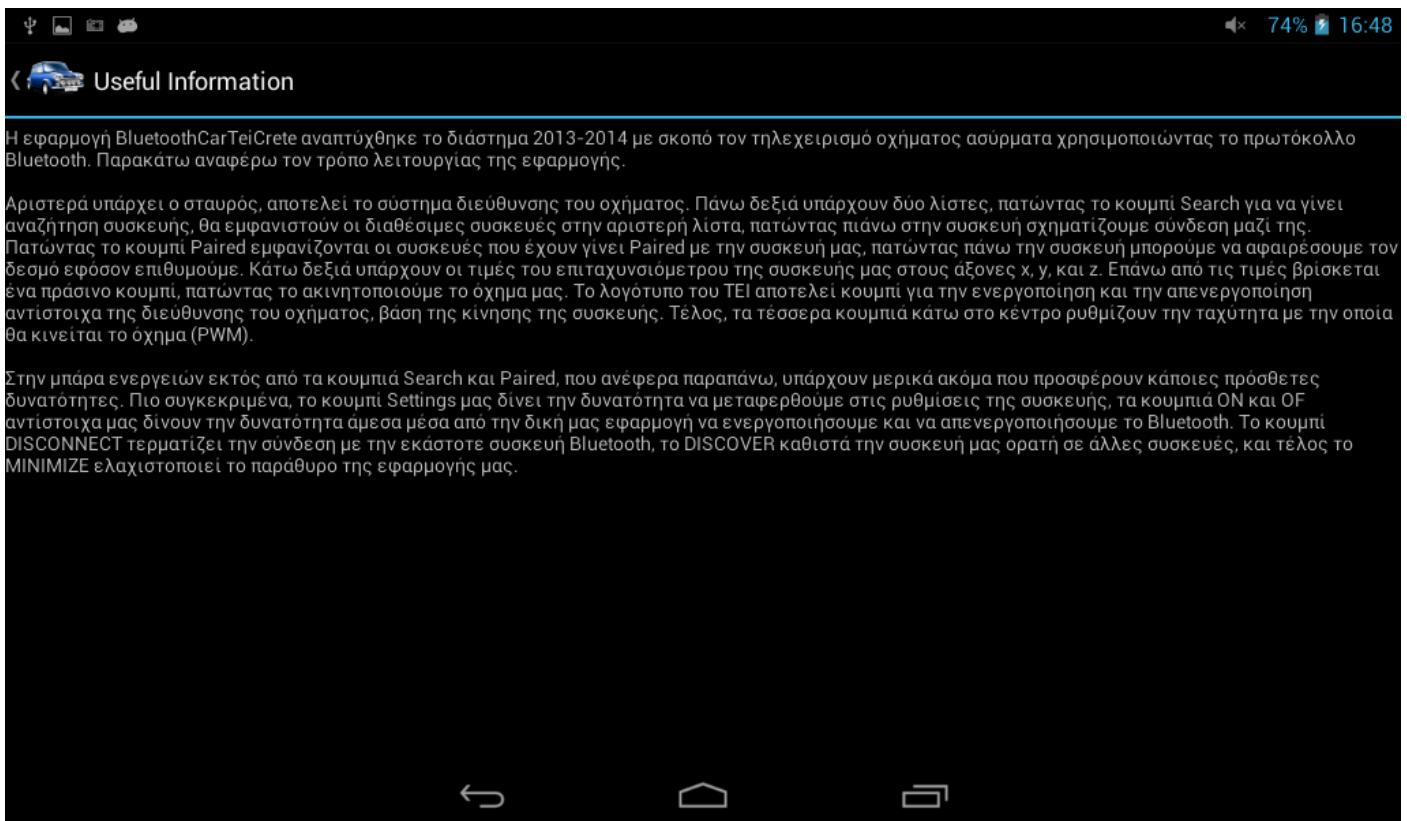 74% 16:48
Useful Information
Η εφαρμογή BluetoothCarTeiCrete αναπτύχθηκε το διάστημα 2013-2014 με σκοπό τον τηλεχειρισμό οχήματος ασύρματα χρησιμοποιώντας το πρωτόκολλο
Bluetooth. Παρακάτω αναφέρω τον τρόπο λειτουργίας της εφαρμογής.
Αριστερά υπάρχει ο σταυρός, αποτελεί το σύστημα διεύθυνσης του οχήματος. Πάνω δεξιά υπάρχουν δύο λίστες, πατώντας το κουμπί Search για να γίνει
αναζήτηση συσκευής, θα εμφανιστούν οι διαθέσιμες συσκευές στην αριστερή λίστα, πατώντας πιάνω στην συσκευή σχηματίζουμε σύνδεση μαζί της.
Πατώντας το κουμπί Paired εμφανίζονται οι συσκευές που έχουν γίνει Paired με την συσκευή μας, πατώντας πάνω την συσκευή μπορούμε να αφαιρέσουμε τον
δεσμό εφόσον επιθυμούμε. Κάτω δεξιά υπάρχουν οι τιμές του επιταχυνσιόμετρου της συσκευής μας στους άξονες x, y, και z. Επάνω από τις τιμές βρίσκεται
ένα πράσινο κουμπί, πατώντας το ακινητοποιούμε το όχημα μας. Το λογότυπο του ΤΕΙ αποτελεί κουμπί για την ενεργοποίηση και την απενεργοποίηση
αντίστοιχα της διεύθυνσης του οχήματος, βάση της κίνησης της συσκευής. Τέλος, τα τέσσερα κουμπιά κάτω στο κέντρο ρυθμίζουν την ταχύτητα με την οποία
θα κινείται το όχημα (PWM).
Στην μπάρα ενεργειών εκτός από τα κουμπιά Search και Paired, που ανέφερα παραπάνω, υπάρχουν μερικά ακόμα που προσφέρουν κάποιες πρόσθετες
δυνατότητες. Πιο συγκεκριμένα, το κουμπί Settings μας δίνει την δυνατότητα να μεταφερθούμε στις ρυθμίσεις της συσκευής, τα κουμπιά ON και OF
αντίστοιχα μας δίνουν την δυνατότητα άμεσα μέσα από την δική μας εφαρμογή να ενεργοποιήσουμε και να απενεργοποιήσουμε το Bluetooth. Το κουμπί
DISCONNECT τερματίζει την σύνδεση με την εκάστοτε συσκευή Bluetooth, το DISCOVER καθιστά την συσκευή μας ορατή σε άλλες συσκευές, και τέλος το
MINIMIZE ελαχιστοποιεί το παράθυρο της εφαρμογής μας.